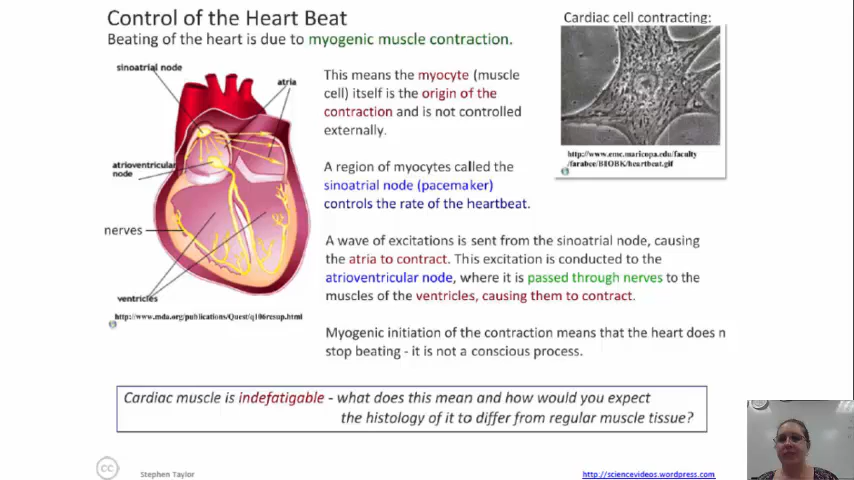 Control of the Heart Beat
Beating of the heart is due to myogenic muscle contraction.
Cardiac cell contracting:
sinoatrial node
atria
atrioventricular
node
nerves
ventricles
http://www.mda.org/publications/Quest/q106resup.html
This means the myocyte (muscle
cell) itself is the origin of the
contraction and is not controlled
externally.
http://www.emc.maricopa.edu/faculty
/farabee/BIOBK/heartbeat.gif
A region of myocytes called the
sinoatrial node (pacemaker)
controls the rate of the heartbeat.
A wave of excitations is sent from the sinoatrial node, causing
the atria to contract. This excitation is conducted to the
atrioventricular node, where it is passed through nerves to the
muscles of the ventricles, causing them to contract.
Myogenic initiation of the contraction means that the heart does n
stop beating - it is not a conscious process.
Cardiac muscle is indefatigable - what does this mean and how would you expect
the histology of it to differ from regular muscle tissue?
CC
Stephen Taylor
http://sciencevideos.wordpress.com